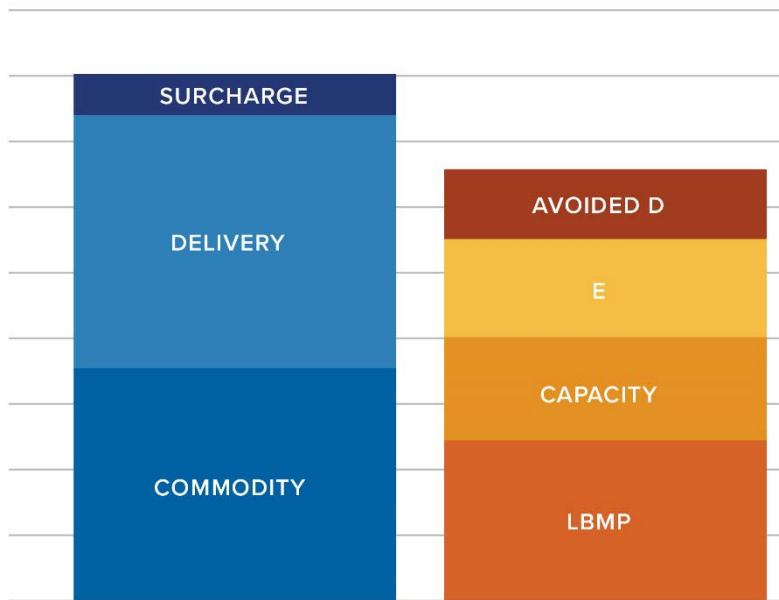 SURCHARGE
DELIVERY
COMMODITY
AVOIDED D
E
CAPACITY
LBMP